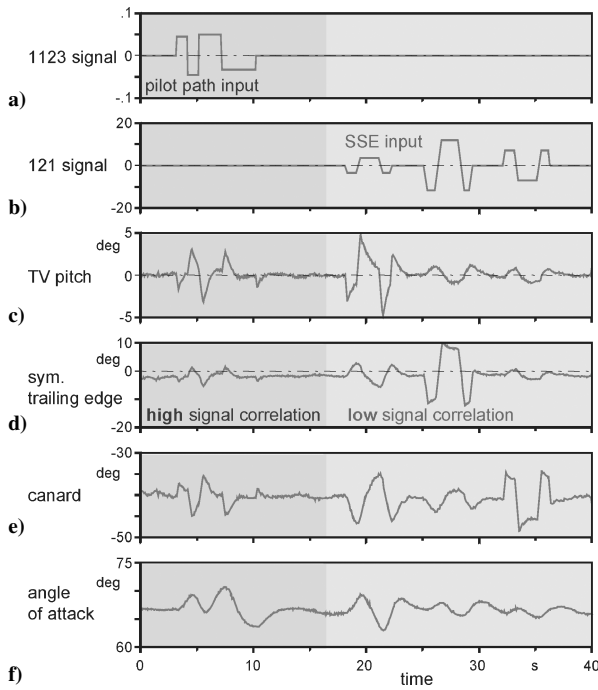 .1
1123 signal
0
pilot path input
-.1
a)
20
SSE input
121 signal
0
-20
b)
5
deg
TV pitch
0
-5
c)
10
deg
0
sym.
trailing edge
high signal correlation
low signal correlation
-20
d)
-30
deg
canard
-50
e)
75
deg
angle
of attack
60
f)
0
10
20
30
s
40
time